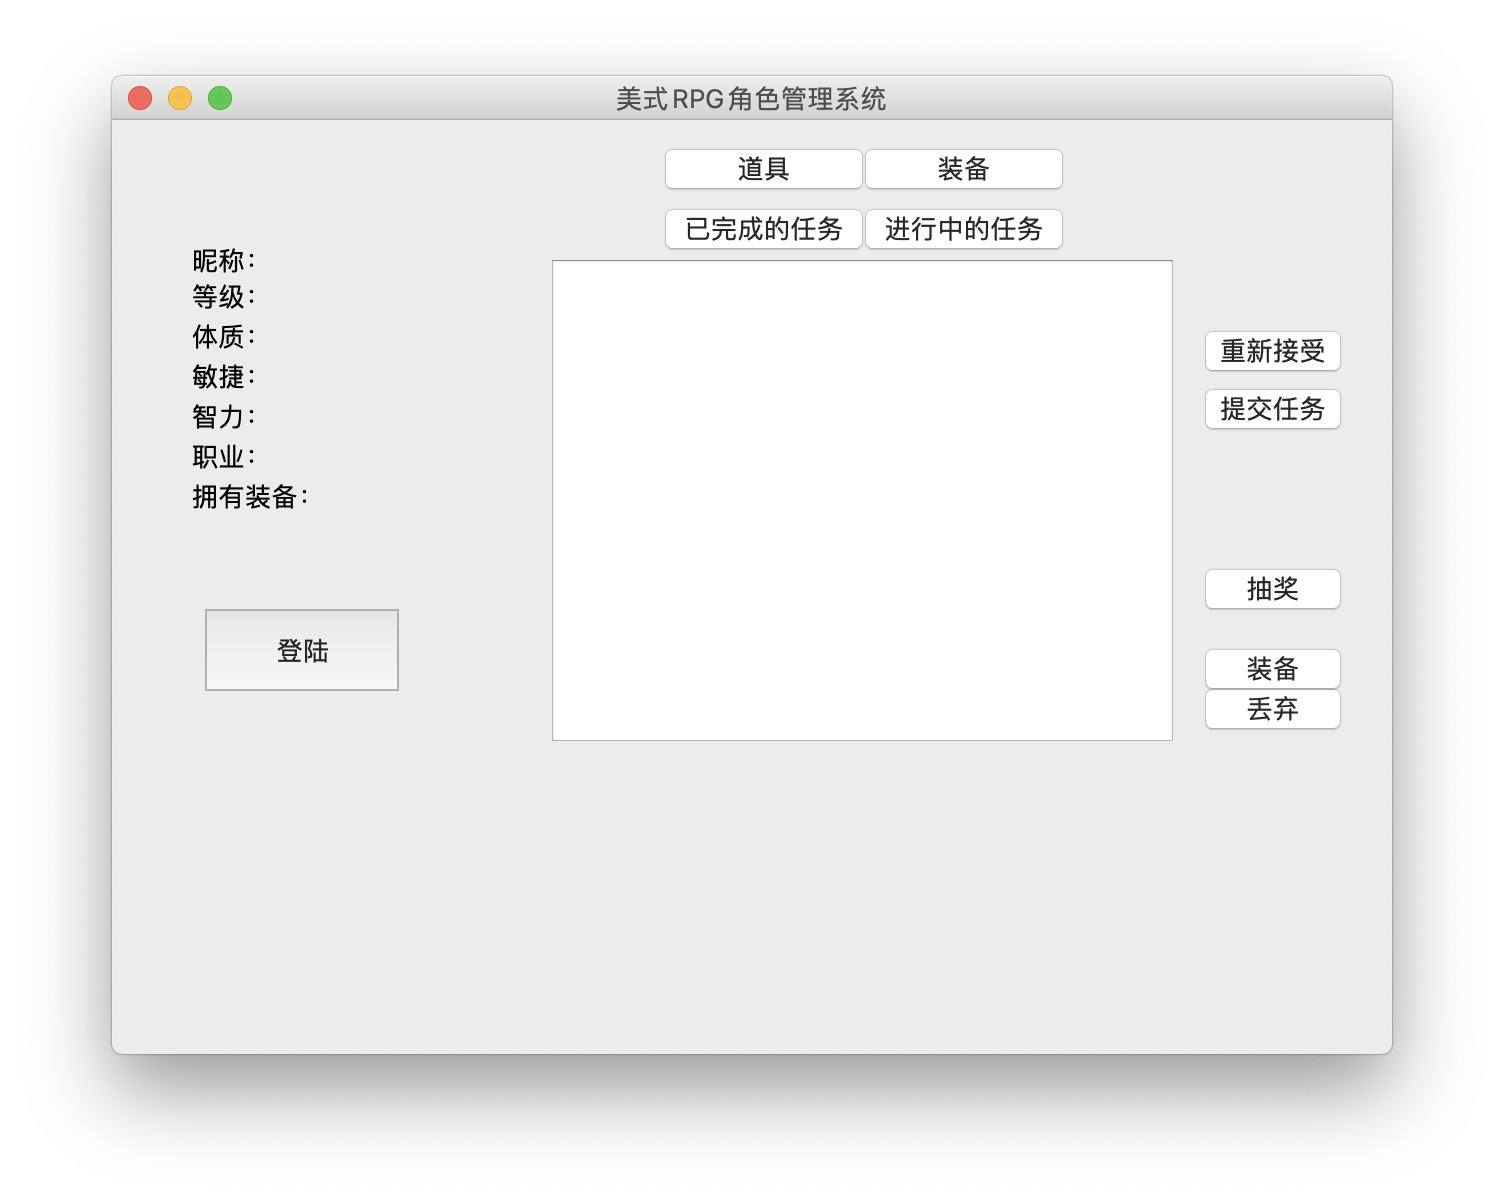 美式RPG角色管理系统
道具 装备
已完成的任务 进行中的任务
昵称：
等级：
体质：
敏捷：
智力：
职业：
拥有装备：
登陆
重新接受
提交任务
抽奖
装备
丢弃